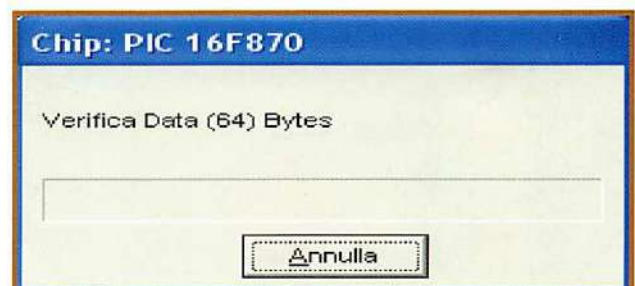 Chip: PIC 16F870
Verifica Data (64) Bytes
Annulla